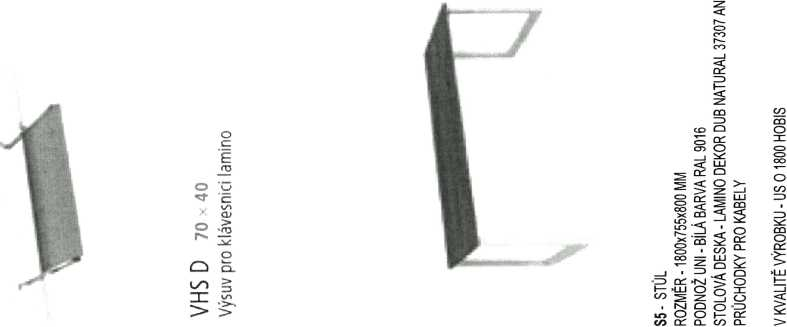 VHS D 70 × 40
Výsuv pro klávesnici lamino
S5 - STŮL
ROZMĚR - 1800x755x800 MM
PODNOŽ UNI - BÍLÁ BARVA RAL 9016
STOLOVÁ DESKA - LAMINO DEKOR DUB NATURAL 37307 AN
PRŮCHODKY PRO KABELY
V KVALITĚ VÝROBKU - US O 1800 HOBIS